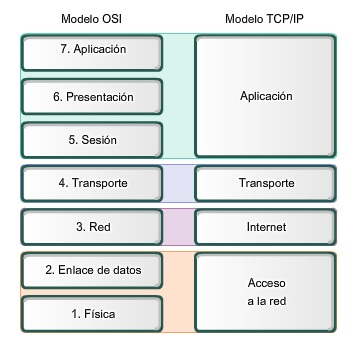 Modelo OSI
Modelo TCP/IP
7. Aplicación
6. Presentación
5. Sesión
Aplicación
4. Transporte
Transporte
3. Red
Internet
2. Enlace de datos
1. Física
Acceso
a la red